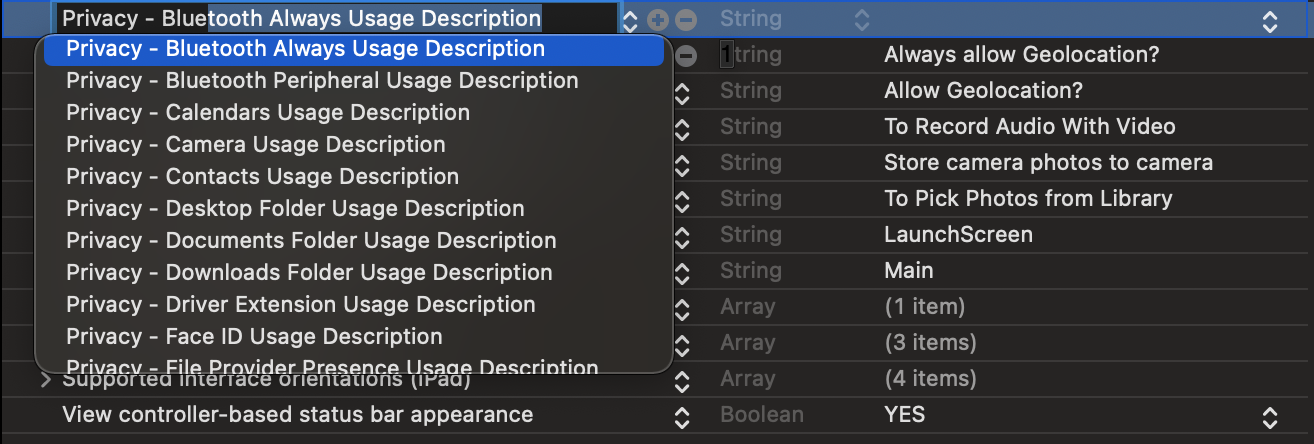 Privacy - Bluetooth Always Usage Description String
Privacy - Bluetooth Always Usage Description
String Always allow Geolocation?
Privacy - Bluetooth Peripheral Usage Description
String Allow Geolocation?
Privacy - Calendars Usage Description
String To Record Audio With Video
Privacy - Camera Usage Description
String Store camera photos to camera
Privacy - Contacts Usage Description
String To Pick Photos from Library
Privacy - Desktop Folder Usage Description
String LaunchScreen
Privacy - Documents Folder Usage Description
String Main
Privacy - Downloads Folder Usage Description
Array (1 item)
Privacy - Driver Extension Usage Description
Array (3 items)
Privacy - Face ID Usage Description
Privacy - File Provider Presence Usage Description
Supported interface orientations (iPad) Array (4 items)
View controller-based status bar appearance Boolean YES